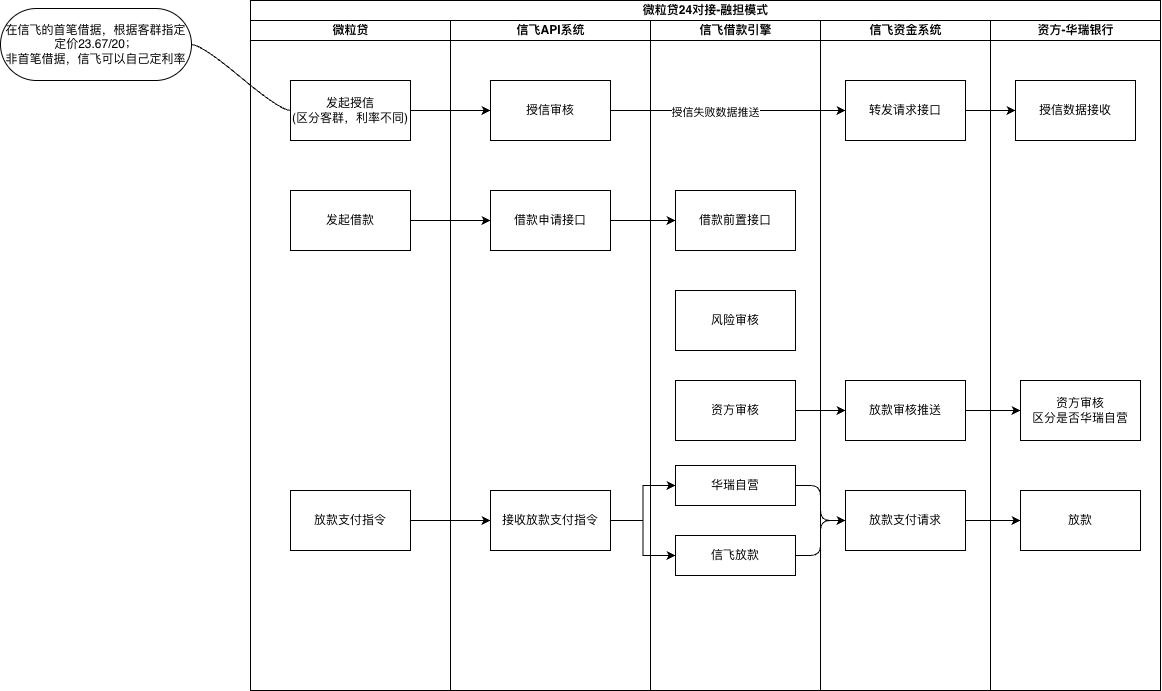 在信飞的首笔借据，根据客群指定
定价23.67/20；
非首笔借据，信飞可以自己定利率
微粒贷24对接-融担模式
微粒贷
信飞API系统
信飞借款引擎
信飞资金系统
资方-华瑞银行
发起授信
(区分客群，利率不同)
授信审核
授信失败数据推送
转发请求接口
授信数据接收
发起借款
借款申请接口
借款前置接口
风险审核
资方审核
放款审核推送
资方审核
区分是否华瑞自营
华瑞自营
放款支付指令
接收放款支付指令
放款支付请求
放款
信飞放款